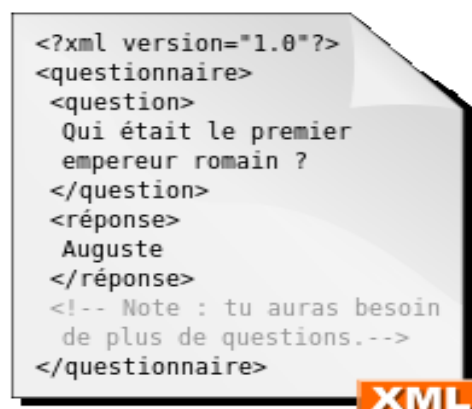 <?xml version="1.0"?>
<questionnaire>
<question>
Qui était le premier
empereur romain ?
</question>
<réponse>
Auguste
</réponse>
<!-- Note : tu auras besoin
de plus de questions.-->
</questionnaire>
XML